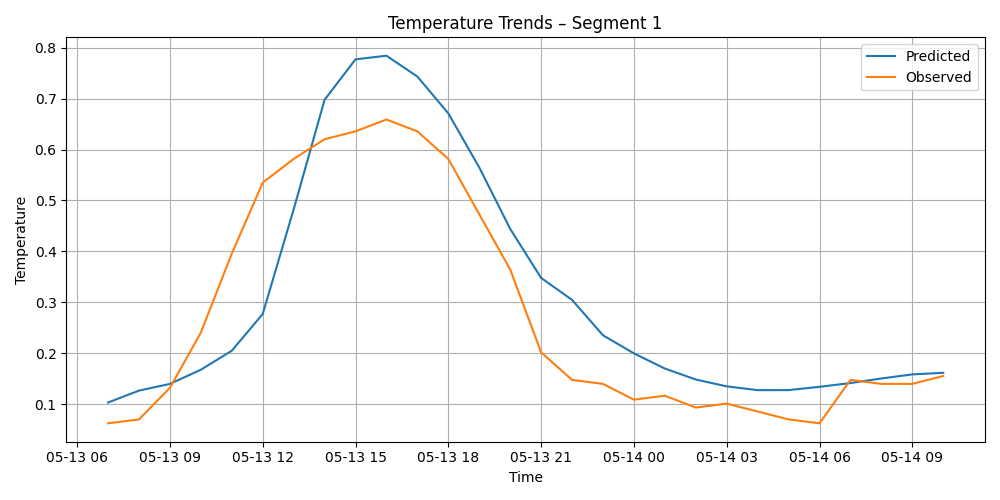 Temperature Trends – Segment 1
Predicted
Observed
Temperature
0.8
0.7
0.6
0.5
0.4
0.3
0.2
0.1
05-13 06 05-13 09 05-13 12 05-13 15 05-13 18 05-13 21 05-14 00 05-14 03 05-14 06 05-14 09
Time